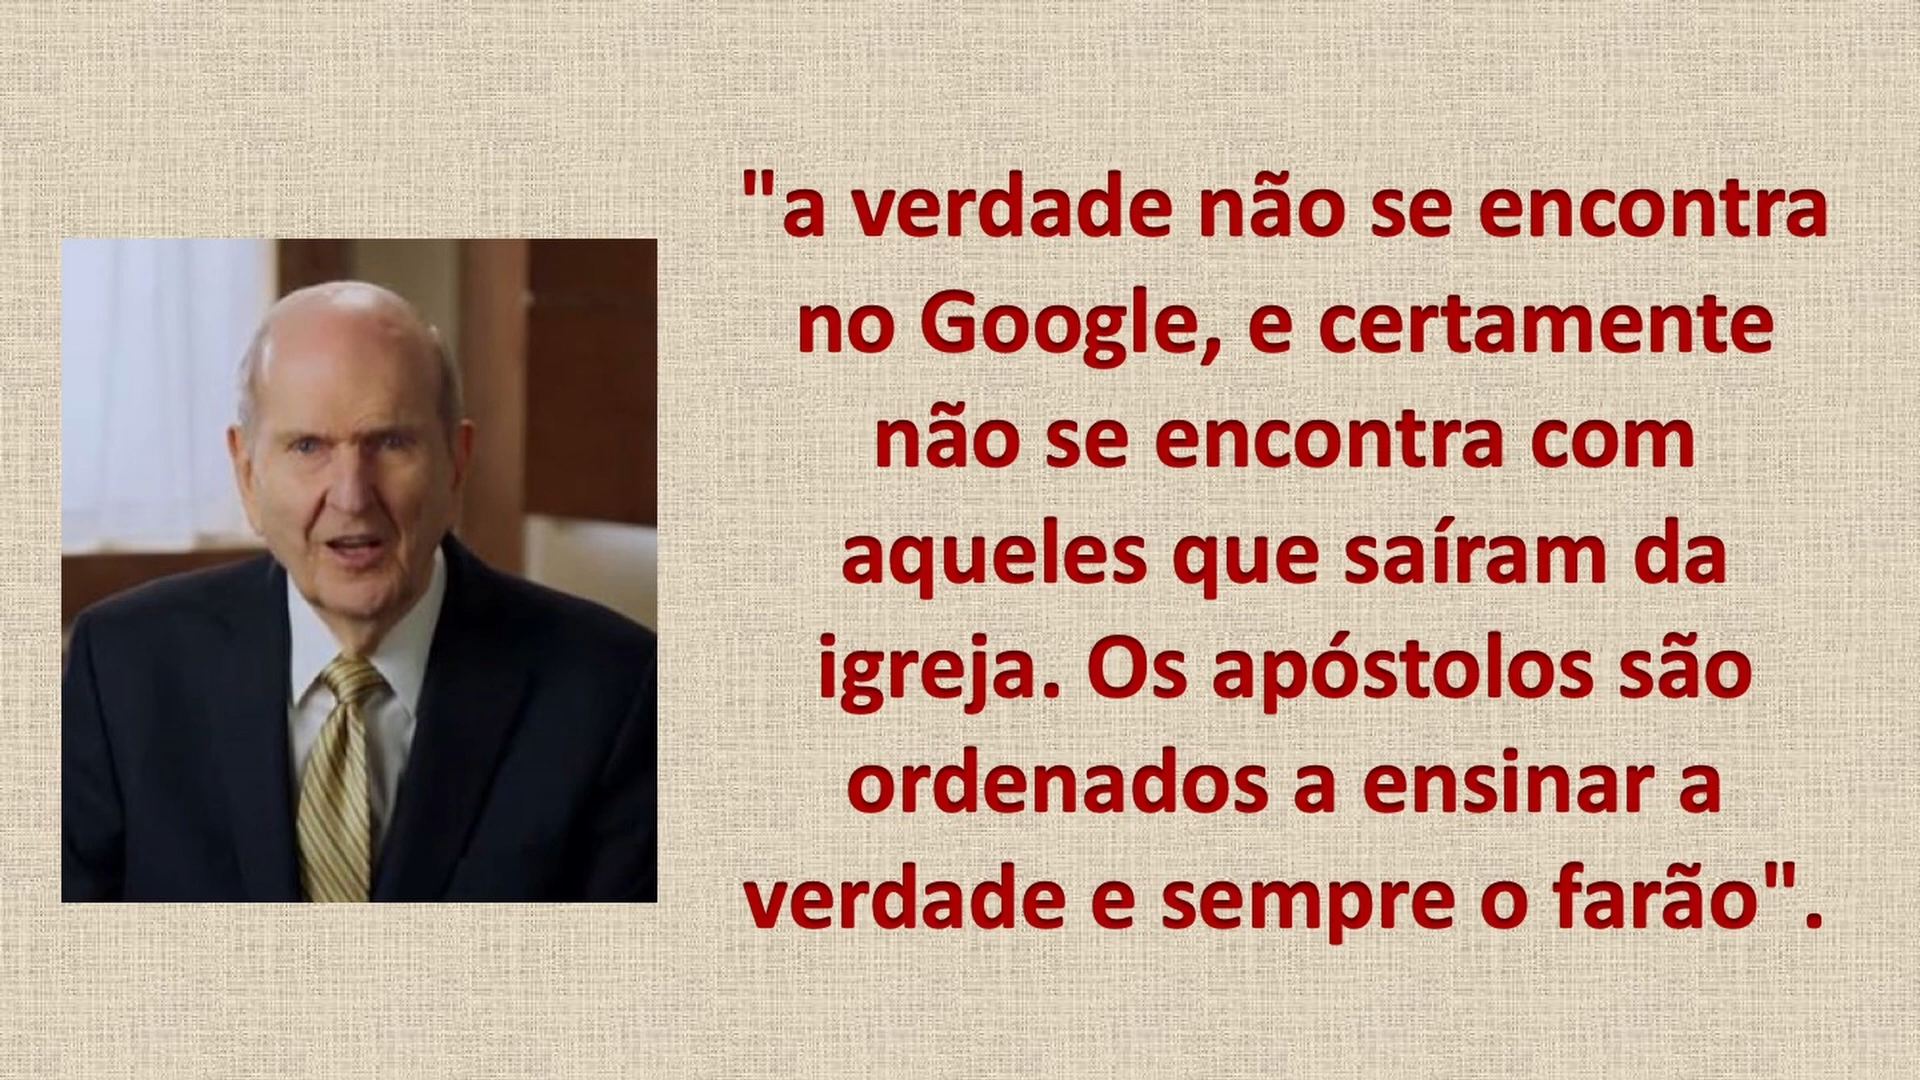 "a verdade não se encontra
no Google, e certamente
não se encontra com
aqueles que saíram da
igreja. Os apóstolos são
ordenados a ensinar a
verdade e sempre o farão".